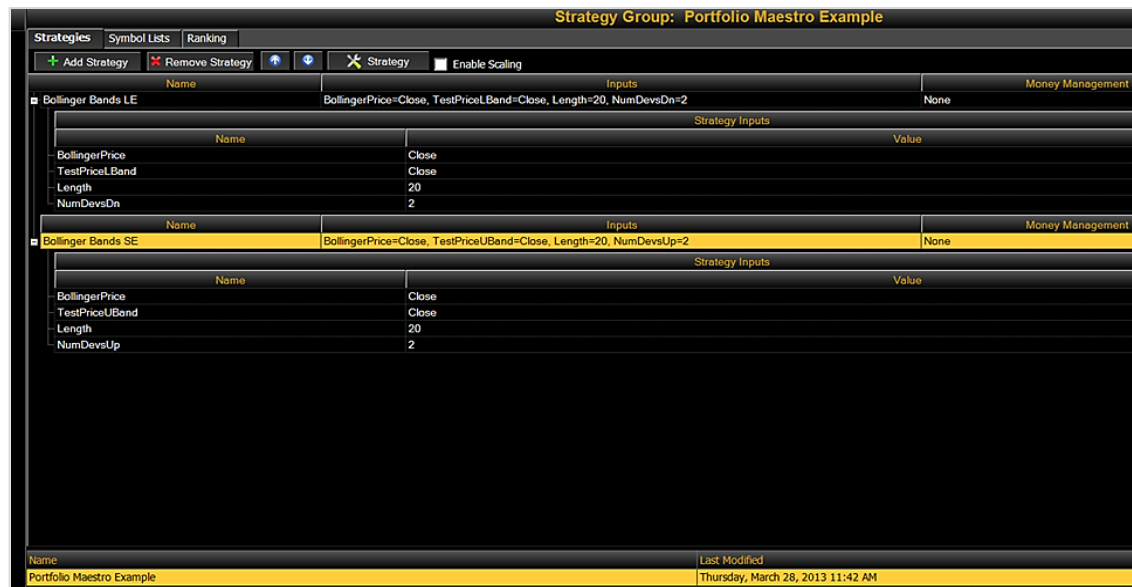 Strategy Group: Portfolio Maestro Example
Strategies Symbol Lists Ranking
Add Strategy Remove Strategy Strategy Enable Scaling
Name Inputs Money Management
Bollinger Bands LE BollingerPrice=Close, TestPriceLBand=Close, Length=20, NumDevsDn=2 None
Strategy Inputs
Name Value
BollingerPrice Close
TestPriceLBand Close
Length 20
NumDevsDn 2
Name Inputs Money Management
Bollinger Bands SE BollingerPrice=Close, TestPriceUBand=Close, Length=20, NumDevsUp=2 None
Strategy Inputs
Name Value
BollingerPrice Close
TestPriceUBand Close
Length 20
NumDevsUp 2
Name Last Modified
Portfolio Maestro Example Thursday, March 28, 2013 11:42 AM